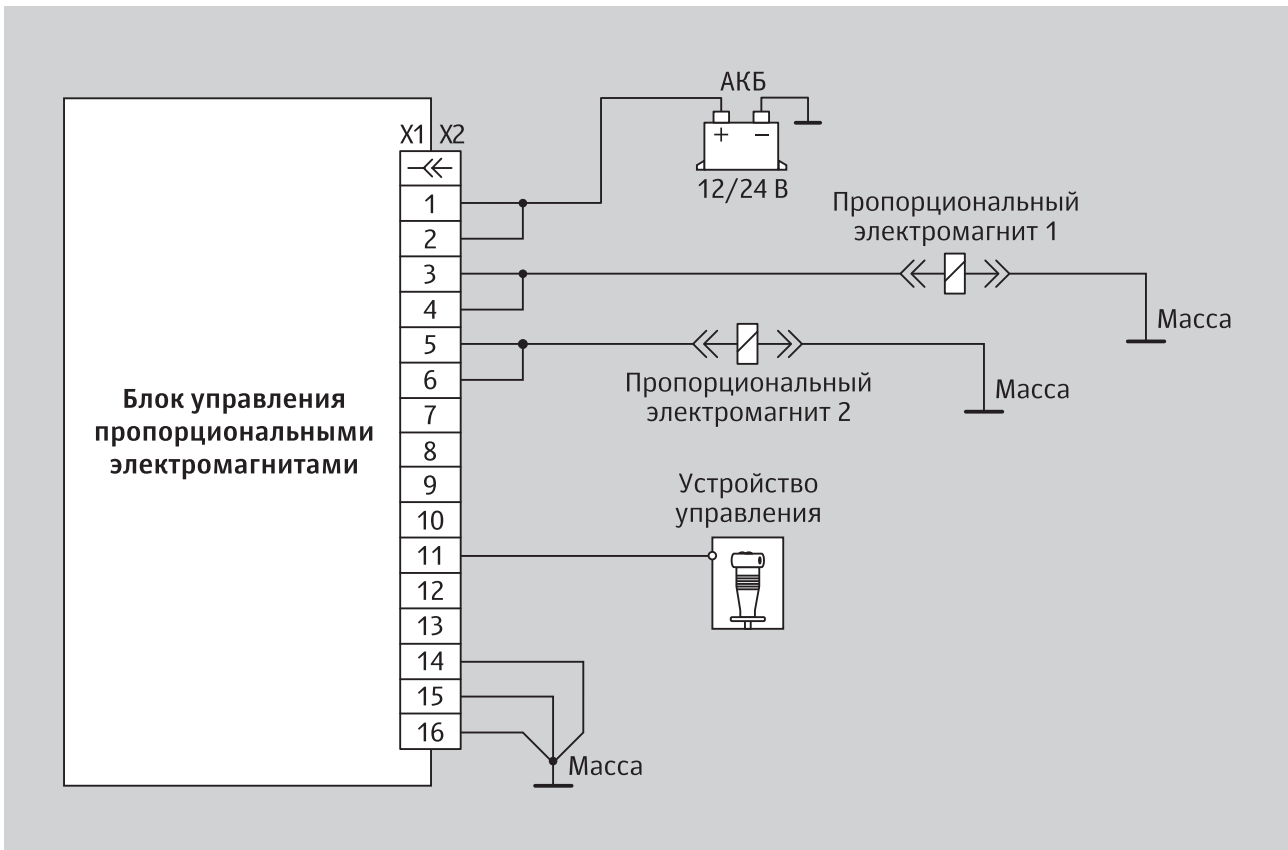 АКБ
+ −
12/24 В
X1 X2
1
2
3
4
5
6
7
8
9
10
11
12
13
14
15
16
Блок управления
пропорциональными
электромагнитами
Пропорциональный
электромагнит 1
Масса
Пропорциональный
электромагнит 2
Масса
Устройство
управления
Масса